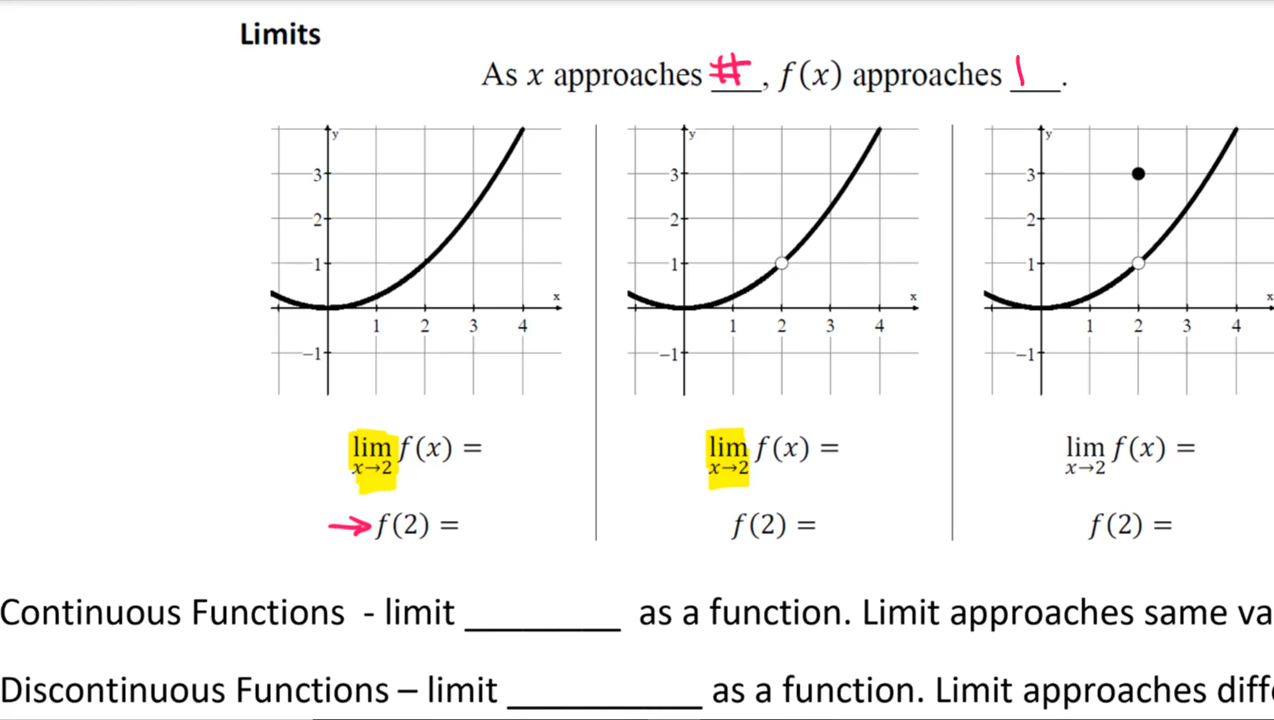 Limits
As x approaches #, f(x) approaches 1.
y
3
2
1
-1
1 2 3 4
x
y
3
2
1
-1
1 2 3 4
x
y
3
2
1
-1
1 2 3 4
x
lim f(x) =
x→2
→ f(2) =
lim f(x) =
x→2
f(2) =
lim f(x) =
x→2
f(2) =
Continuous Functions - limit ________ as a function. Limit approaches same va
Discontinuous Functions – limit __________ as a function. Limit approaches diff